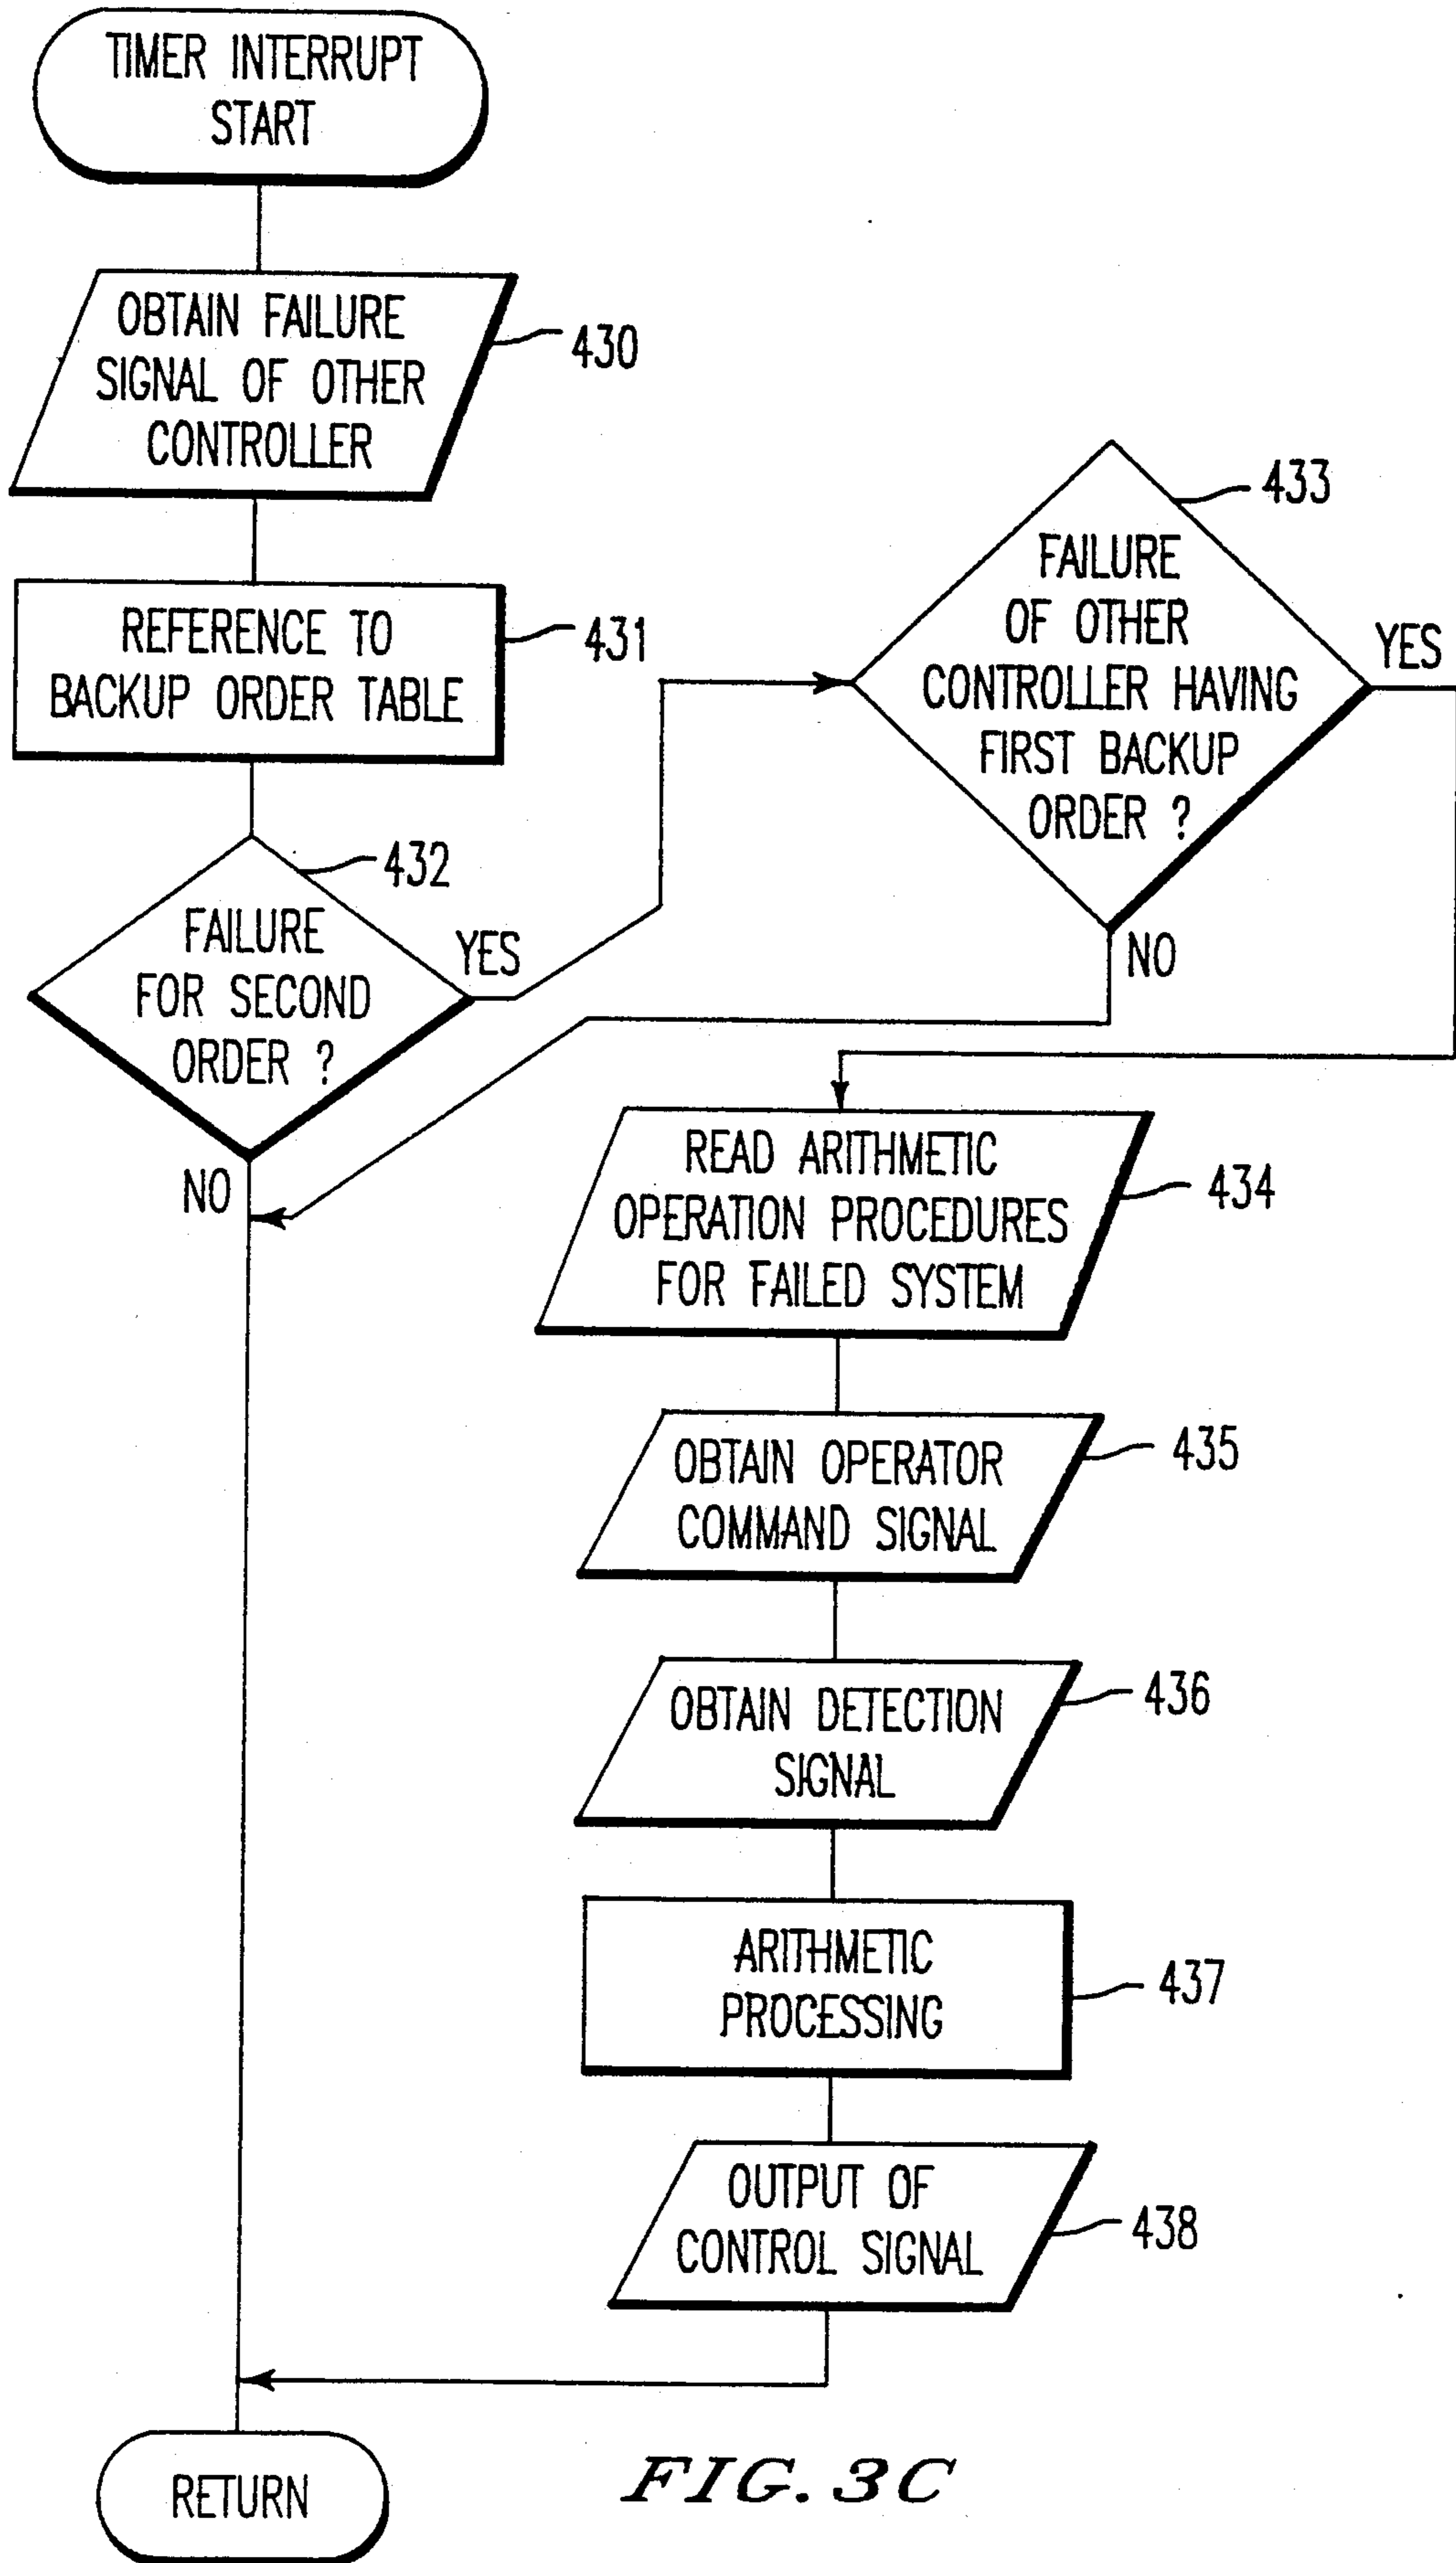 TIMER INTERRUPT
START
OBTAIN FAILURE
SIGNAL OF OTHER
CONTROLLER
430
REFERENCE TO
BACKUP ORDER TABLE
431
432
FAILURE
FOR SECOND
ORDER ?
YES
NO
433
FAILURE
OF OTHER
CONTROLLER HAVING
FIRST BACKUP
ORDER ?
YES
NO
READ ARITHMETIC
OPERATION PROCEDURES
FOR FAILED SYSTEM
434
OBTAIN OPERATOR
COMMAND SIGNAL
435
OBTAIN DETECTION
SIGNAL
436
ARITHMETIC
PROCESSING
437
OUTPUT OF
CONTROL SIGNAL
438
RETURN
FIG. 3C